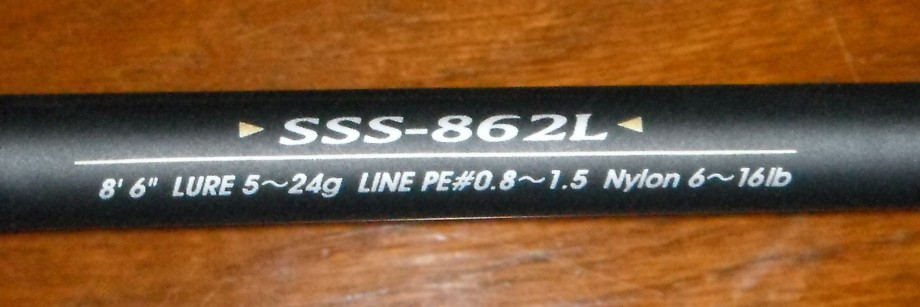 SSS-862L
8' 6" LURE 5～24g LINE PE#0.8～1.5 Nylon 6～16lb